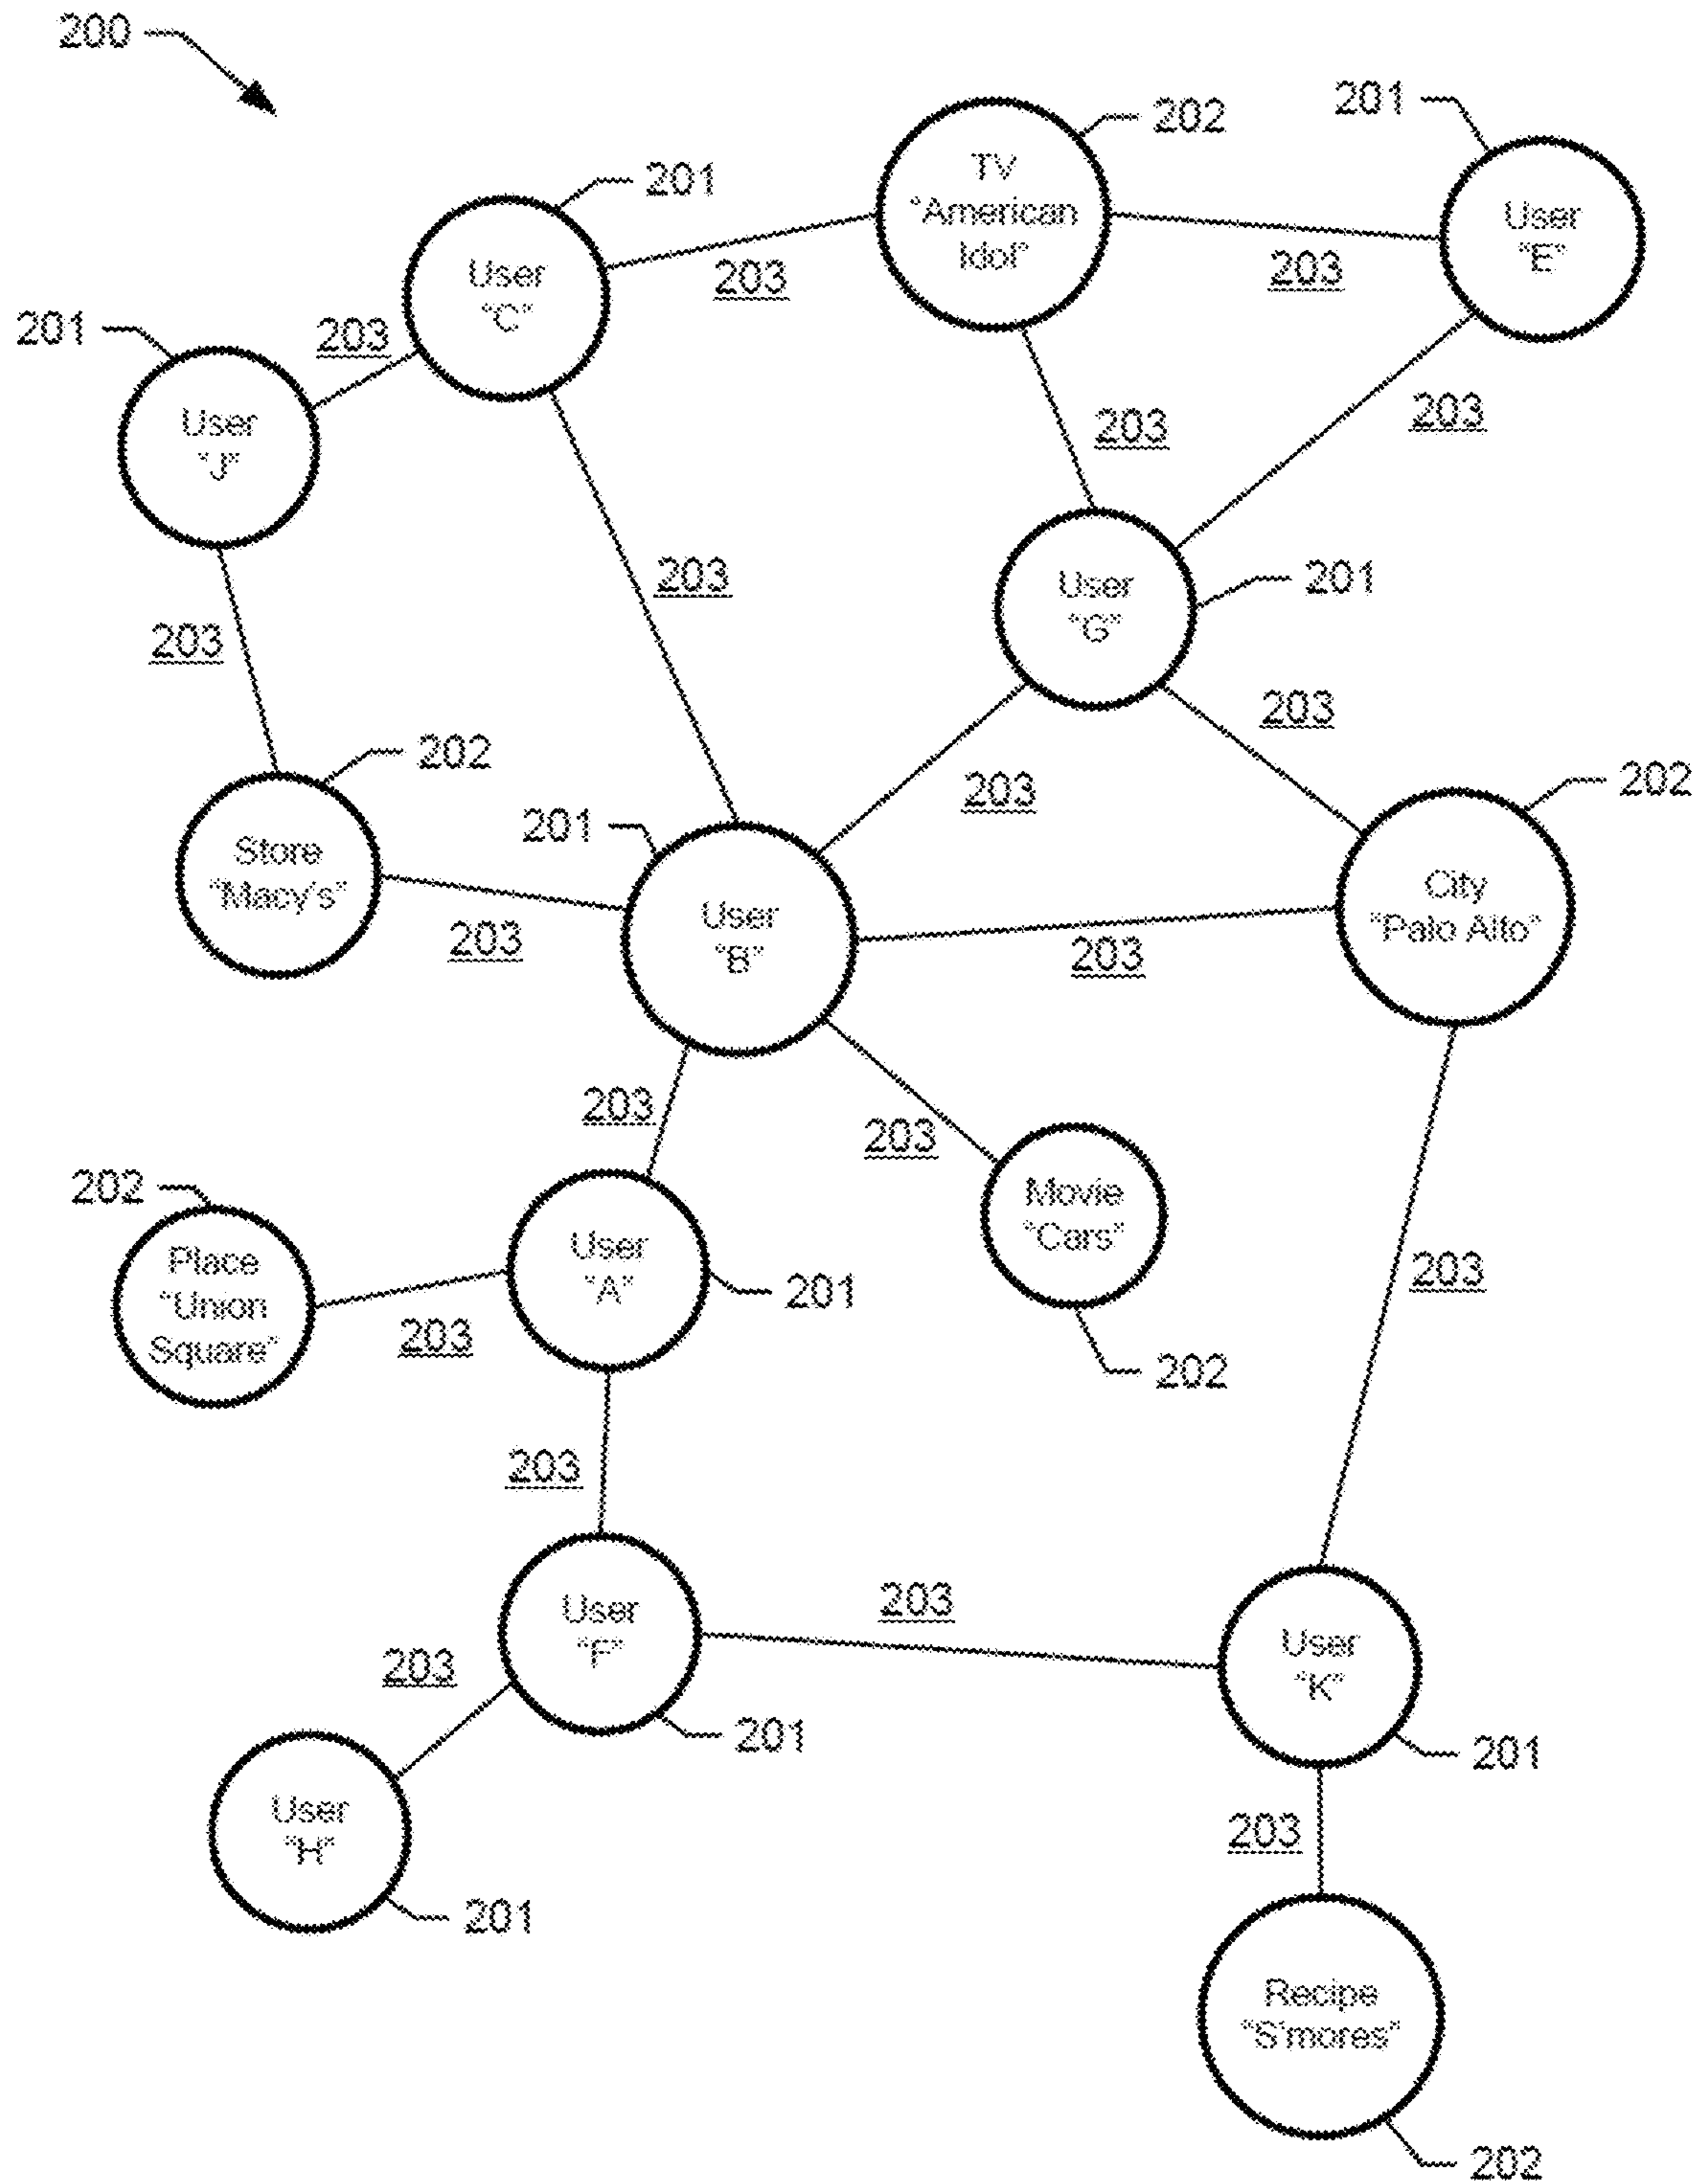 200
202
TV
“American
Idol”
201
User
“E”
201
User
“C”
203
203
201
203
User
“J”
203
203
User
“G”
201
203
203
203
202
Store
“Macy’s”
203
203
202
City
“Palo Alto”
201
User
“B”
203
203
203
203
202
Place
“Union
Square”
User
“A”
201
Movie
“Cars”
202
203
203
203
User
“F”
201
203
User
“K”
201
203
User
“H”
201
203
Recipe
“S’mores”
202